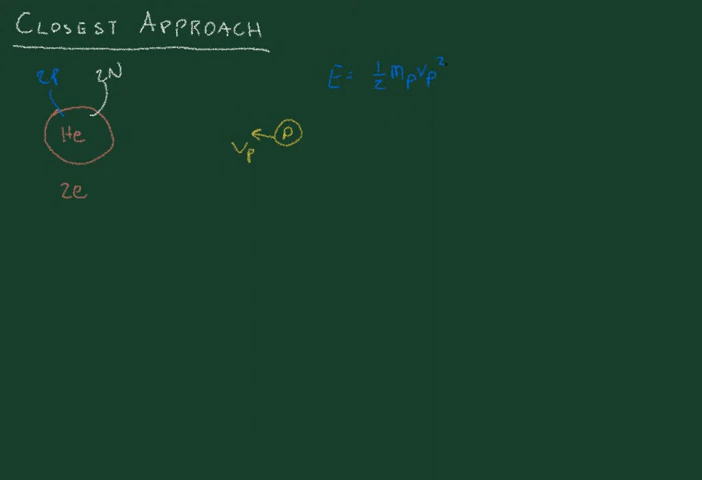 CLOSEST APPROACH
2P 2N
E = 1/2 mₚvₚ²
He
P
vₚ
2e